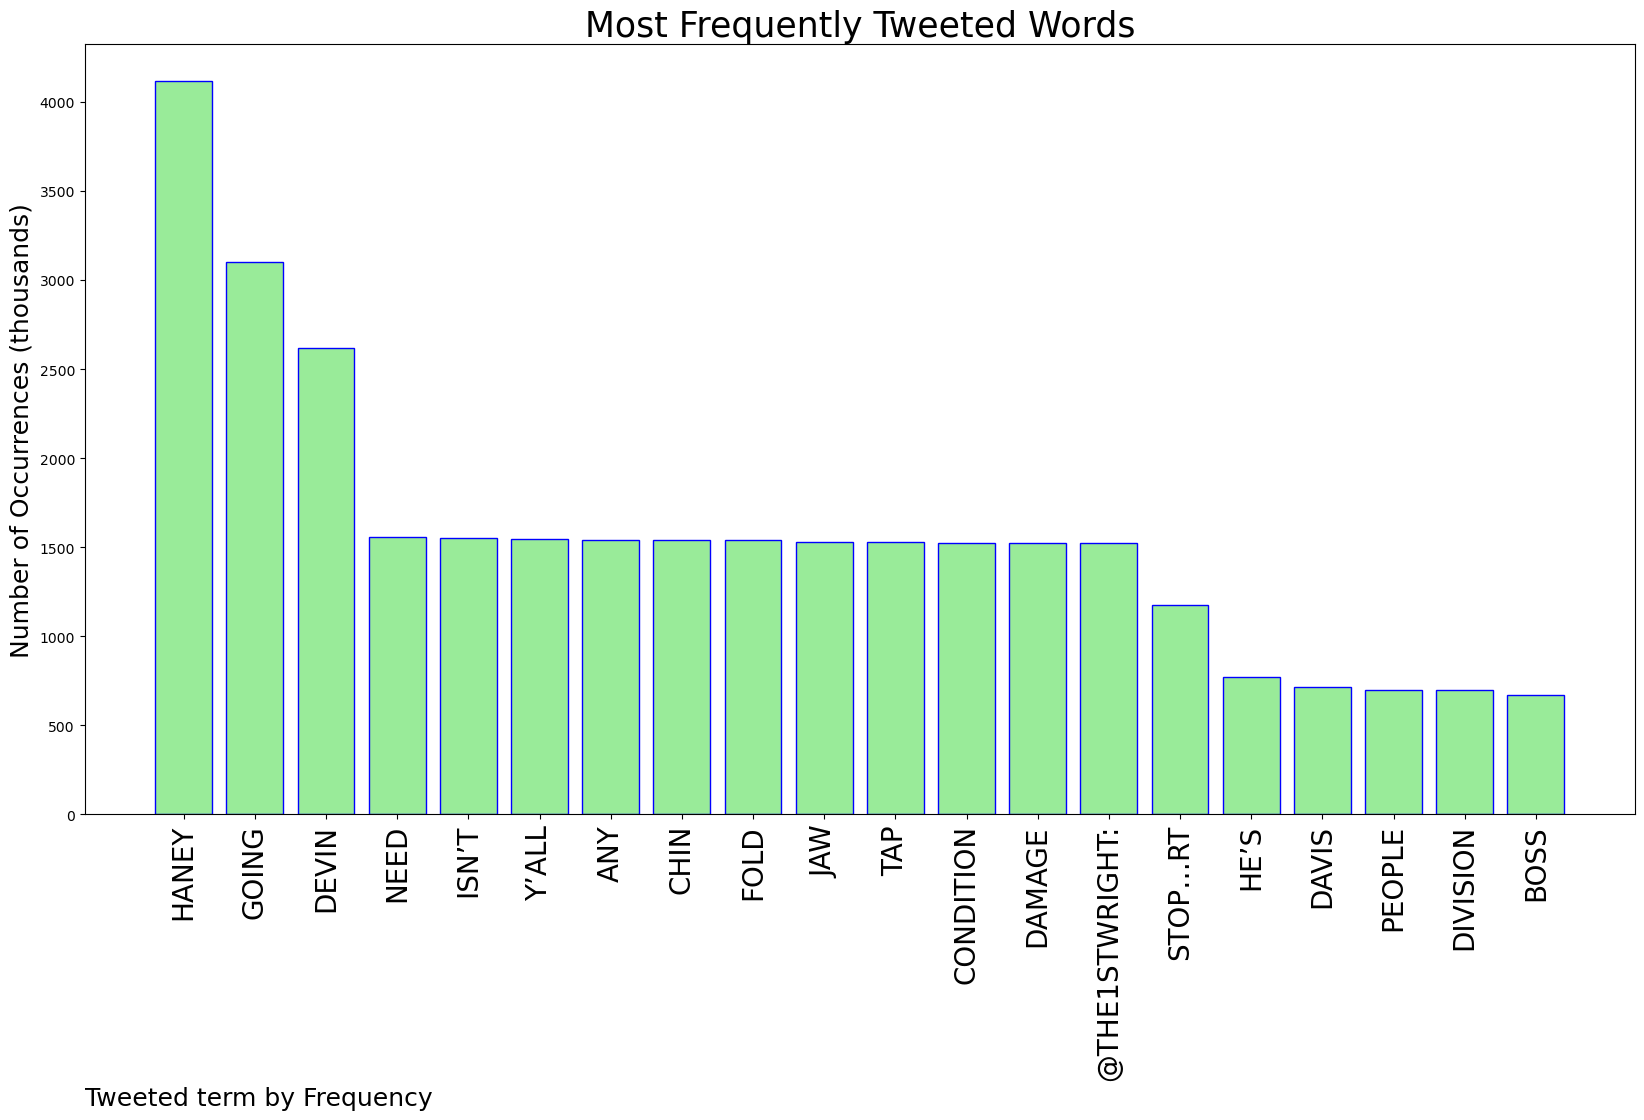 Most Frequently Tweeted Words
Number of Occurrences (thousands)
4000
3500
3000
2500
2000
1500
1000
500
0
HANEY
GOING
DEVIN
NEED
ISN’T
Y’ALL
ANY
CHIN
FOLD
JAW
TAP
CONDITION
DAMAGE
@THE1STWRIGHT:
STOP…RT
HE’S
DAVIS
PEOPLE
DIVISION
BOSS
Tweeted term by Frequency